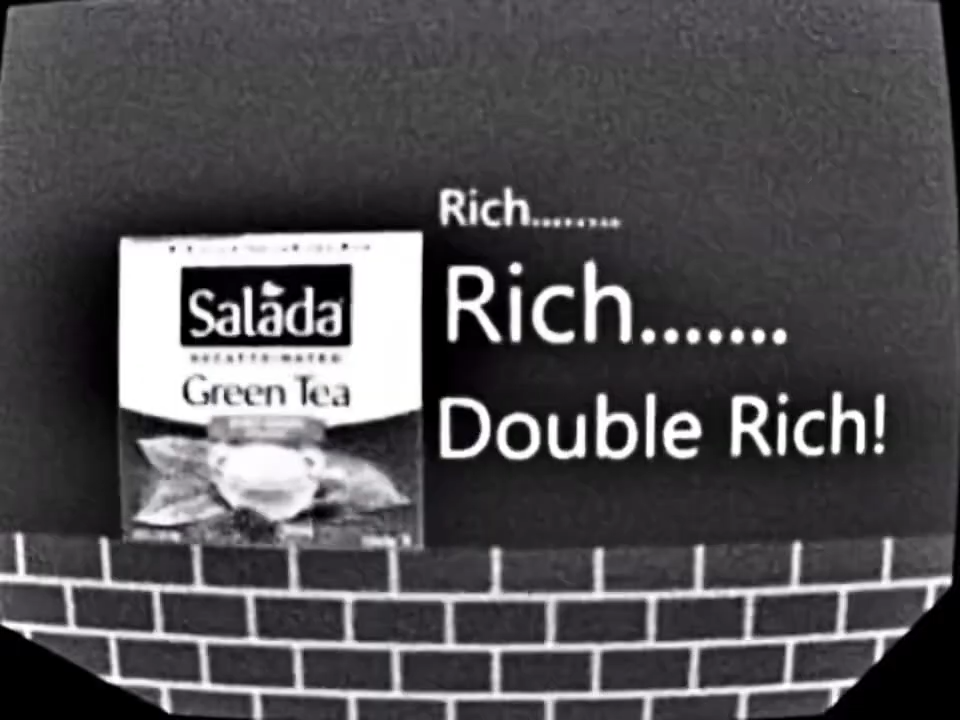 Rich.........
Rich.......
Double Rich!
Salada
DECAFFEINATED
Green Tea